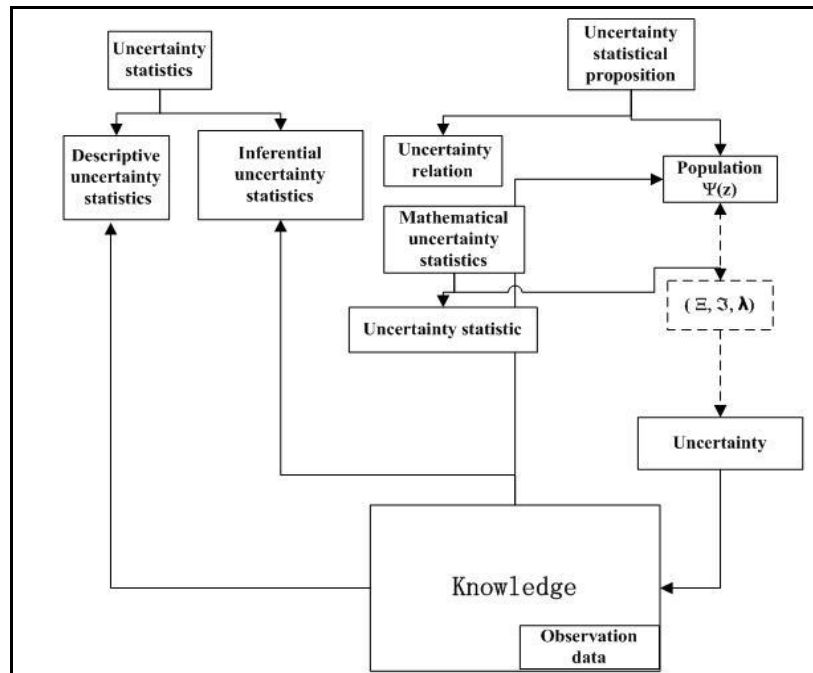 Uncertainty
statistics
Uncertainty
statistical
proposition
Descriptive
uncertainty
statistics
Inferential
uncertainty
statistics
Uncertainty
relation
Population
Ψ(z)
Mathematical
uncertainty
statistics
( Ξ, ℑ, λ)
Uncertainty statistic
Uncertainty
Knowledge
Observation
data